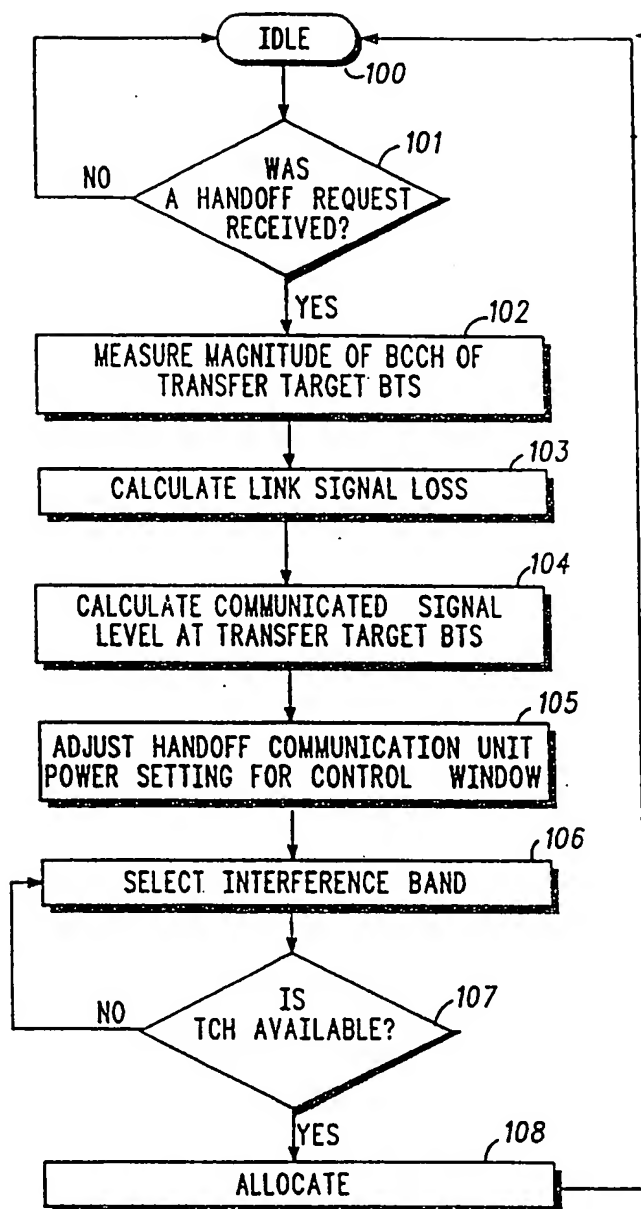 IDLE
100
101
WAS
A HANDOFF REQUEST
RECEIVED?
NO
YES
102
MEASURE MAGNITUDE OF BCCH OF
TRANSFER TARGET BTS
103
CALCULATE LINK SIGNAL LOSS
104
CALCULATE COMMUNICATED SIGNAL
LEVEL AT TRANSFER TARGET BTS
105
ADJUST HANDOFF COMMUNICATION UNIT
POWER SETTING FOR CONTROL WINDOW
106
SELECT INTERFERENCE BAND
107
IS
TCH AVAILABLE?
NO
YES
108
ALLOCATE